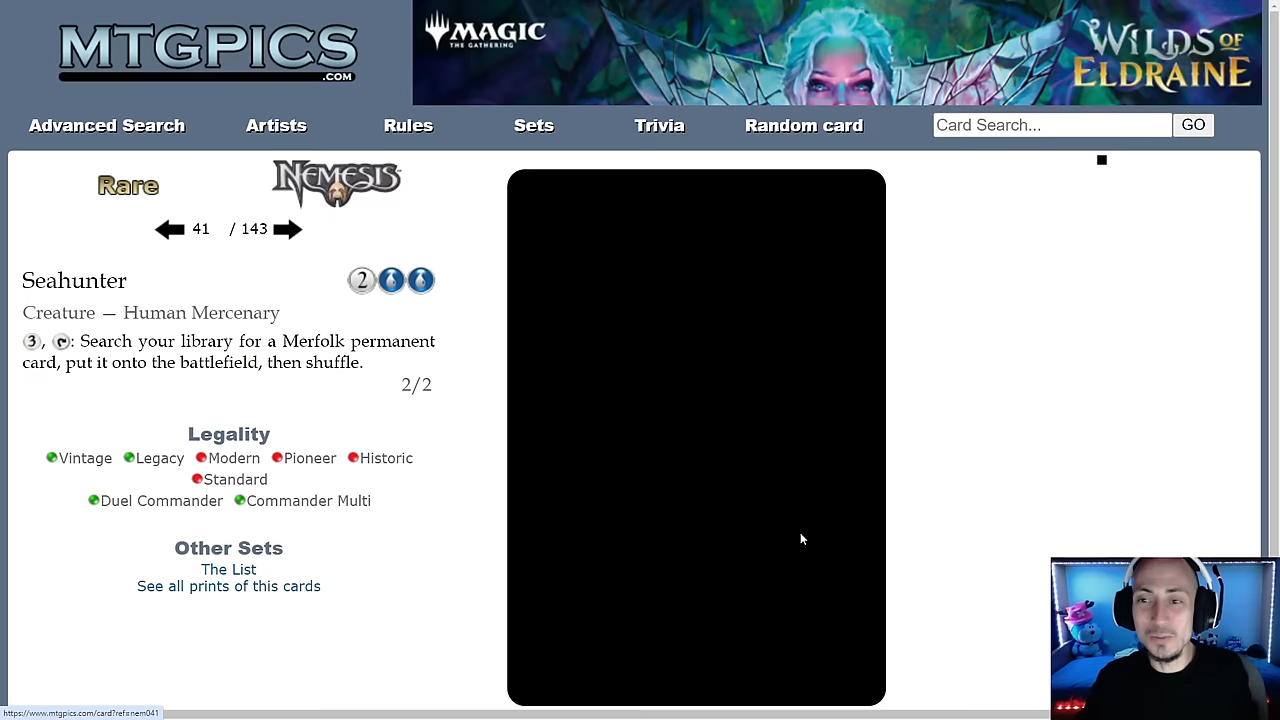 MTGPICS
.COM
MAGIC
THE GATHERING
WILDS OF
ELDRAINE
Advanced Search Artists Rules Sets Trivia Random card Card Search... GO
Rare NEMESIS
41 / 143
Seahunter 2
Creature — Human Mercenary
3, : Search your library for a Merfolk permanent
card, put it onto the battlefield, then shuffle.
2/2
Legality
Vintage Legacy Modern Pioneer Historic
Standard
Duel Commander Commander Multi
Other Sets
The List
See all prints of this cards
https://www.mtgpics.com/card?ref=nem041